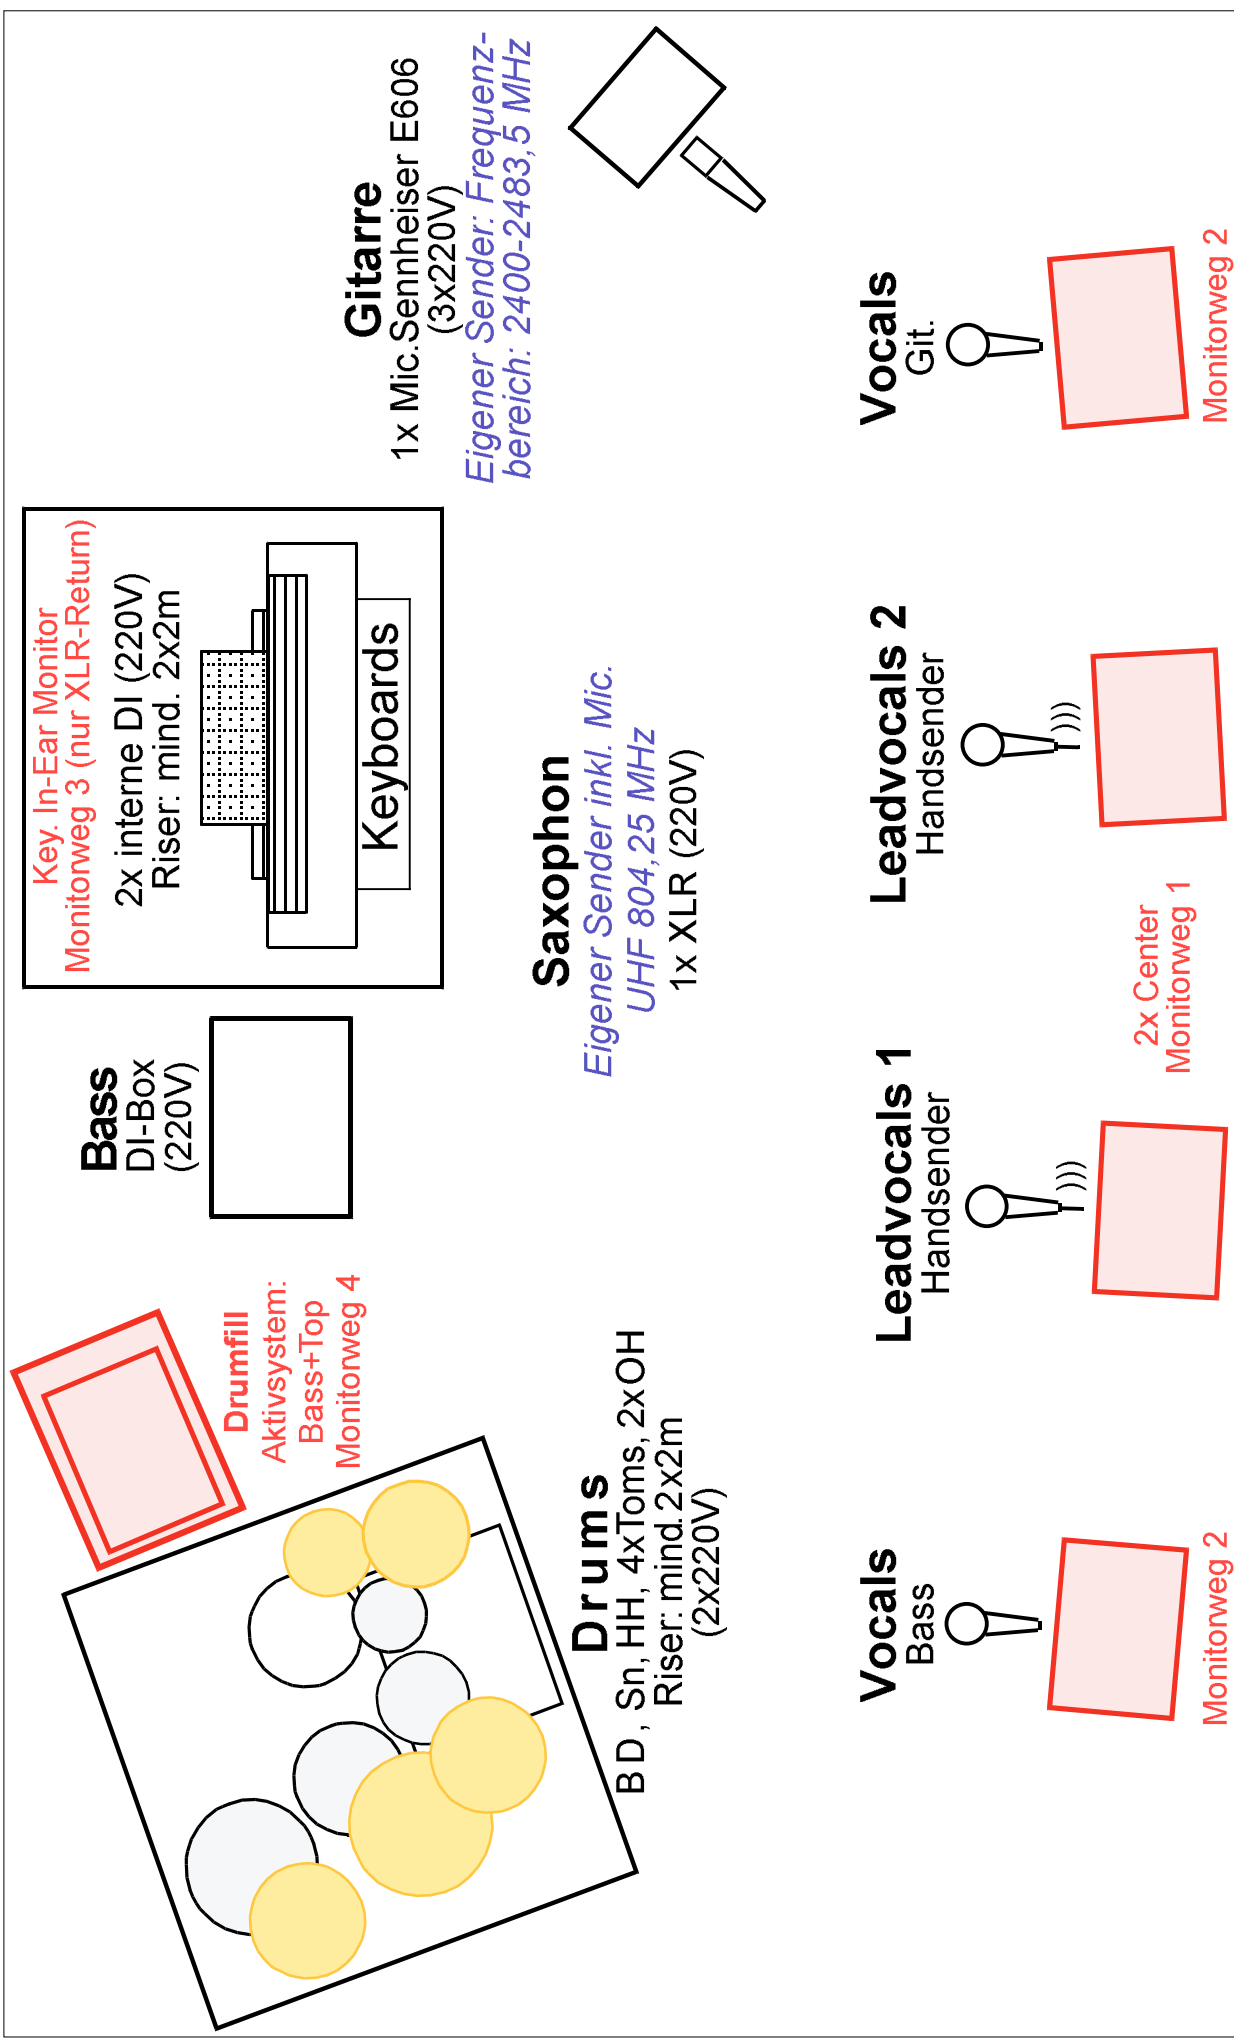 Drums
BD, Sn, HH, 4xToms, 2xOH
Riser: mind. 2x2m
(2x220V)
Drumfill
Aktivsystem:
Bass+Top
Monitorweg 4
Bass
DI-Box
(220V)
Key. In-Ear Monitor
Monitorweg 3 (nur XLR-Return)
2x interne DI (220V)
Riser: mind. 2x2m
Keyboards
Gitarre
1x Mic.Sennheiser E606
(3x220V)
Eigener Sender: Frequenz-
bereich: 2400-2483,5 MHz
Saxophon
Eigener Sender inkl. Mic.
UHF 804,25 MHz
1x XLR (220V)
Vocals
Bass
Monitorweg 2
Leadvocals 1
Handsender
2x Center
Monitorweg 1
Leadvocals 2
Handsender
Vocals
Git.
Monitorweg 2